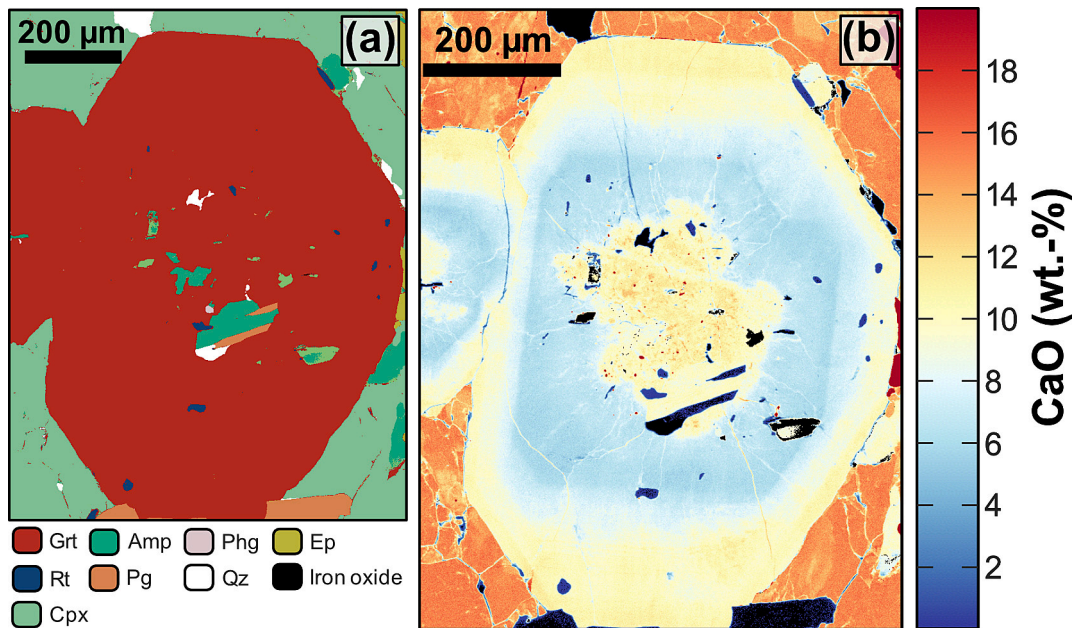 200 µm
(a)
200 µm
(b)
18
16
14
12
10
8
6
4
2
CaO (wt.-%)
Grt
Amp
Phg
Ep
Rt
Pg
Qz
Iron oxide
Cpx